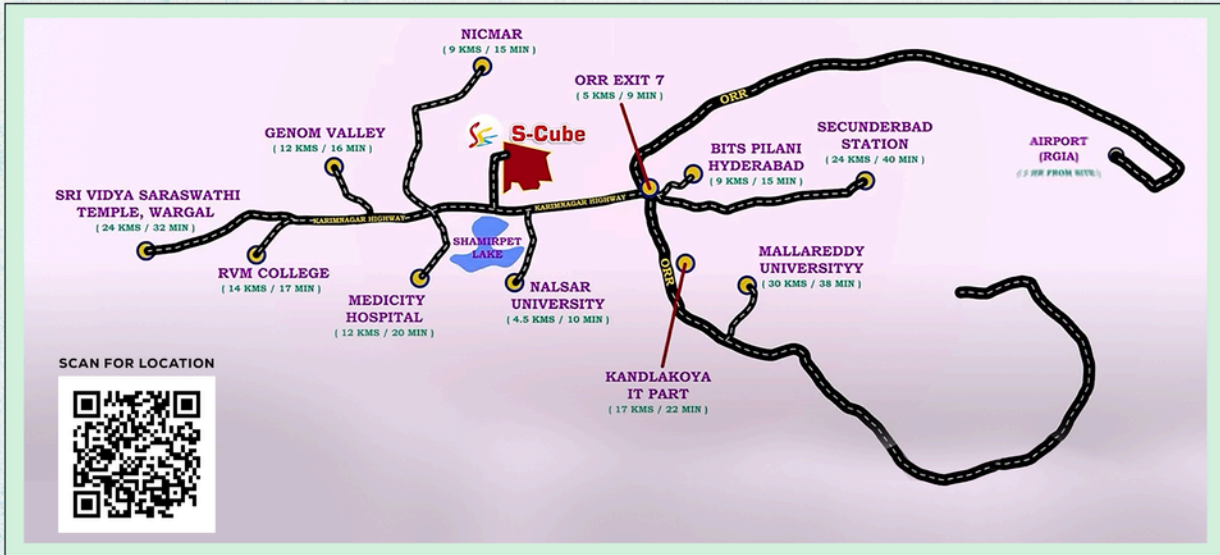 NICMAR
( 9 KMS / 15 MIN )
ORR EXIT 7
( 5 KMS / 9 MIN )
ORR
GENOM VALLEY
( 12 KMS / 16 MIN )
S-Cube
BITS PILANI
HYDERABAD
( 9 KMS / 15 MIN )
SECUNDERBAD
STATION
( 24 KMS / 40 MIN )
AIRPORT
(RGIA)
SRI VIDYA SARASWATHI
TEMPLE, WARGAL
( 24 KMS / 32 MIN )
KARIMNAGAR HIGHWAY
KARIMNAGAR HIGHWAY
SHAMIRPET
LAKE
RVM COLLEGE
( 14 KMS / 17 MIN )
MEDICITY
HOSPITAL
( 12 KMS / 20 MIN )
NALSAR
UNIVERSITY
( 4.5 KMS / 10 MIN )
ORR
MALLAREDDY
UNIVERSITYY
( 30 KMS / 38 MIN )
KANDLAKOYA
IT PART
( 17 KMS / 22 MIN )
SCAN FOR LOCATION